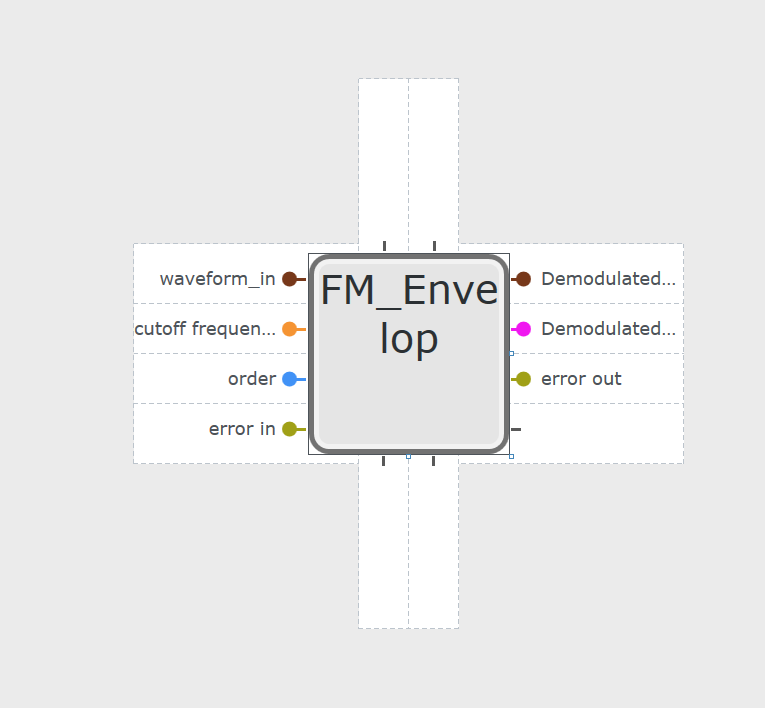 FM_Enve
lop
waveform_in
cutoff frequen...
order
error in
Demodulated...
Demodulated...
error out